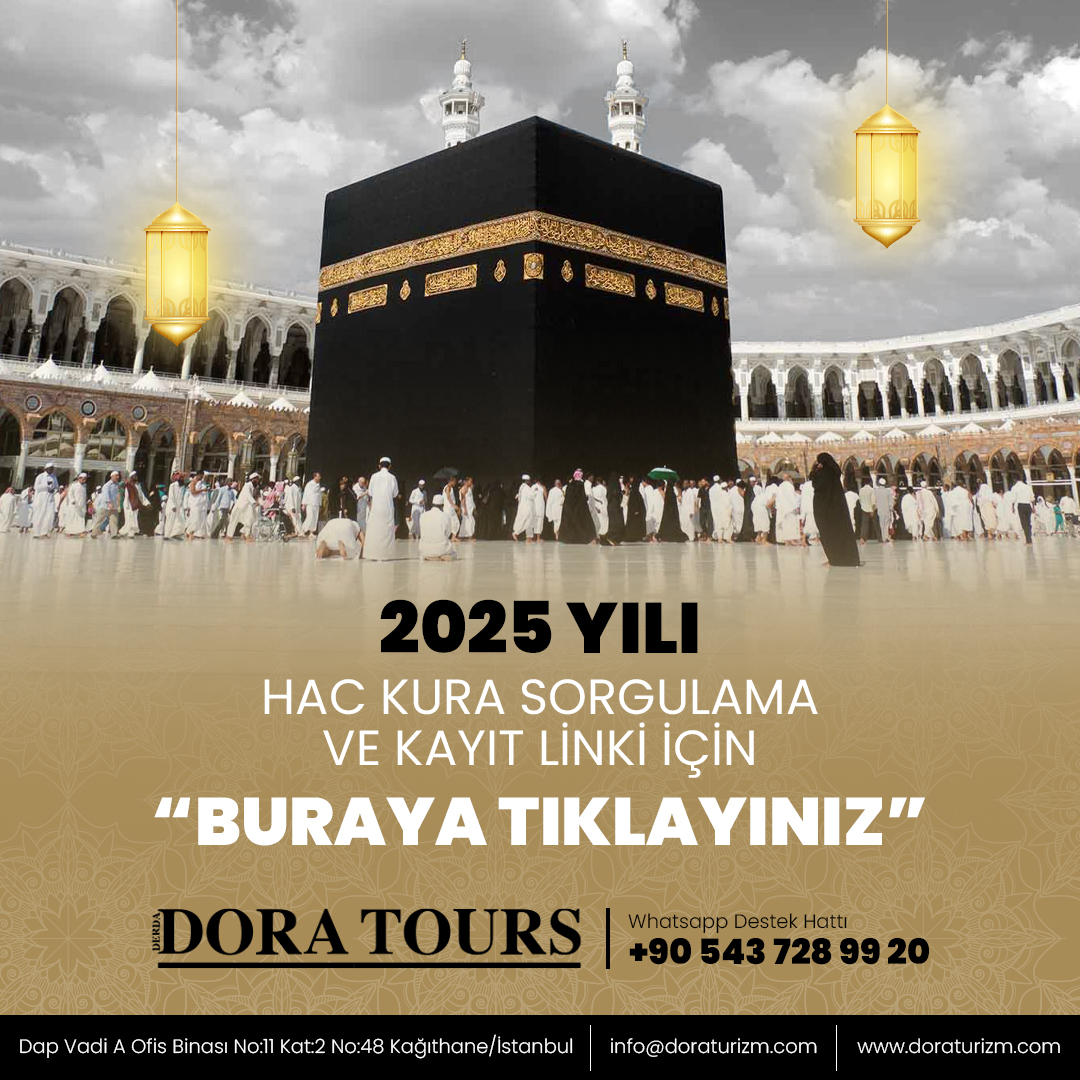 2025 YILI
HAC KURA SORGULAMA
VE KAYIT LİNKİ İÇİN
“BURAYA TIKLAYINIZ”
DERDA
DORA TOURS
Whatsapp Destek Hattı
+90 543 728 99 20
Dap Vadi A Ofis Binası No:11 Kat:2 No:48 Kağıthane/İstanbul
info@doraturizm.com
www.doraturizm.com